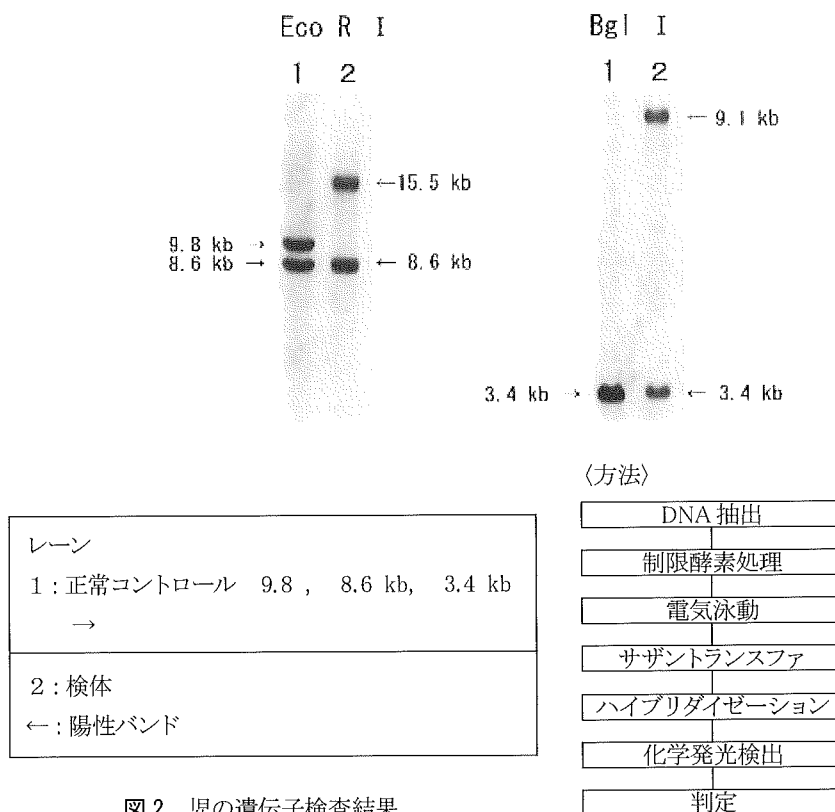 Eco R I
1 2
←15.5 kb
9.8 kb →
8.6 kb →
← 8.6 kb
Bgl I
1 2
← 9.1 kb
3.4 kb →
← 3.4 kb
レーン
1：正常コントロール 9.8 , 8.6 kb, 3.4 kb
→
2：検体
←：陽性バンド
図2 児の遺伝子検査結果
〈方法〉
DNA 抽出
制限酵素処理
電気泳動
サザントランスファ
ハイブリダイゼーション
化学発光検出
判定